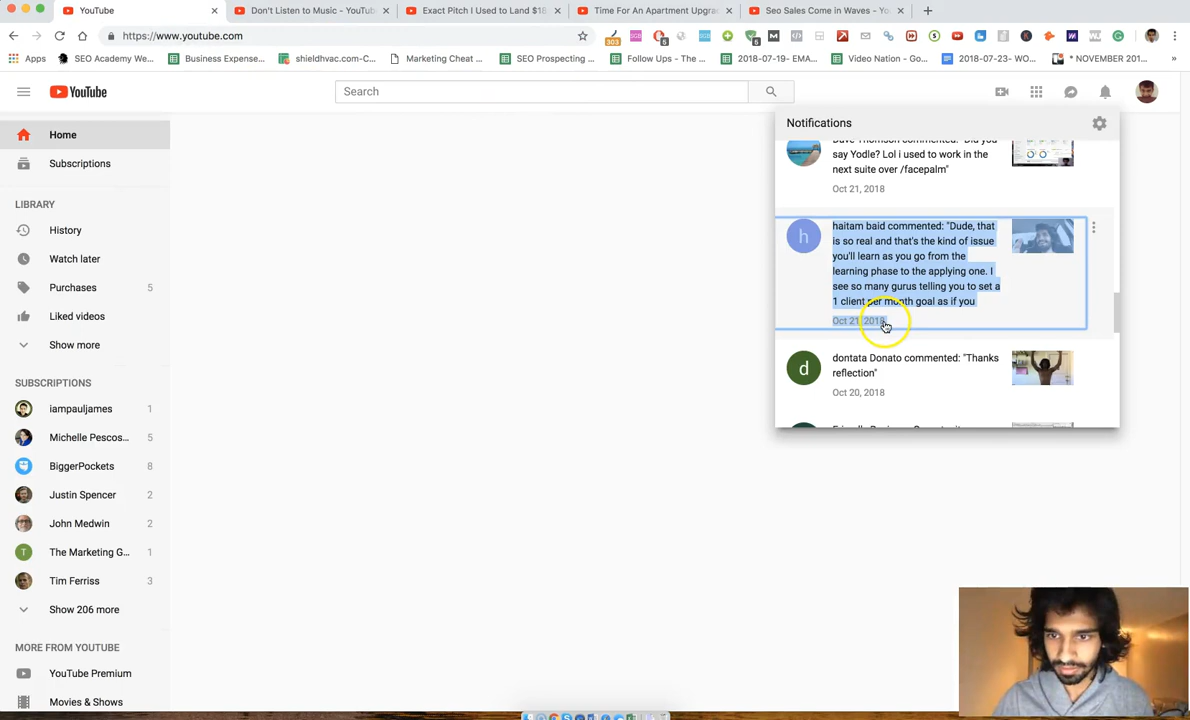 YouTube
Don't Listen to Music - YouTube
Exact Pitch I Used to Land $18
Time For An Apartment Upgra
Seo Sales Come in Waves - Yo
https://www.youtube.com
303
5
5
Apps
SEO Academy We...
Business Expense...
shieldhvac.com-C...
Marketing Cheat ...
SEO Prospecting ...
Follow Ups - The ...
2018-07-19- EMA...
Video Nation - Go...
2018-07-23- WO...
* NOVEMBER 201...
»
YouTube
Search
Home
Subscriptions
LIBRARY
History
Watch later
Purchases 5
Liked videos
Show more
SUBSCRIPTIONS
iampauljames 1
Michelle Pescos... 5
BiggerPockets 8
Justin Spencer 2
John Medwin 2
T The Marketing G... 1
Tim Ferriss 3
Show 206 more
MORE FROM YOUTUBE
YouTube Premium
Movies & Shows
Notifications
Dave Thomson commented: "Did you
say Yodle? Lol i used to work in the
next suite over /facepalm"
Oct 21, 2018
h
haitam baid commented: "Dude, that
is so real and that's the kind of issue
you'll learn as you go from the
learning phase to the applying one. I
see so many gurus telling you to set a
1 client per month goal as if you
Oct 21, 2018
d
dontata Donato commented: "Thanks
reflection"
Oct 20, 2018